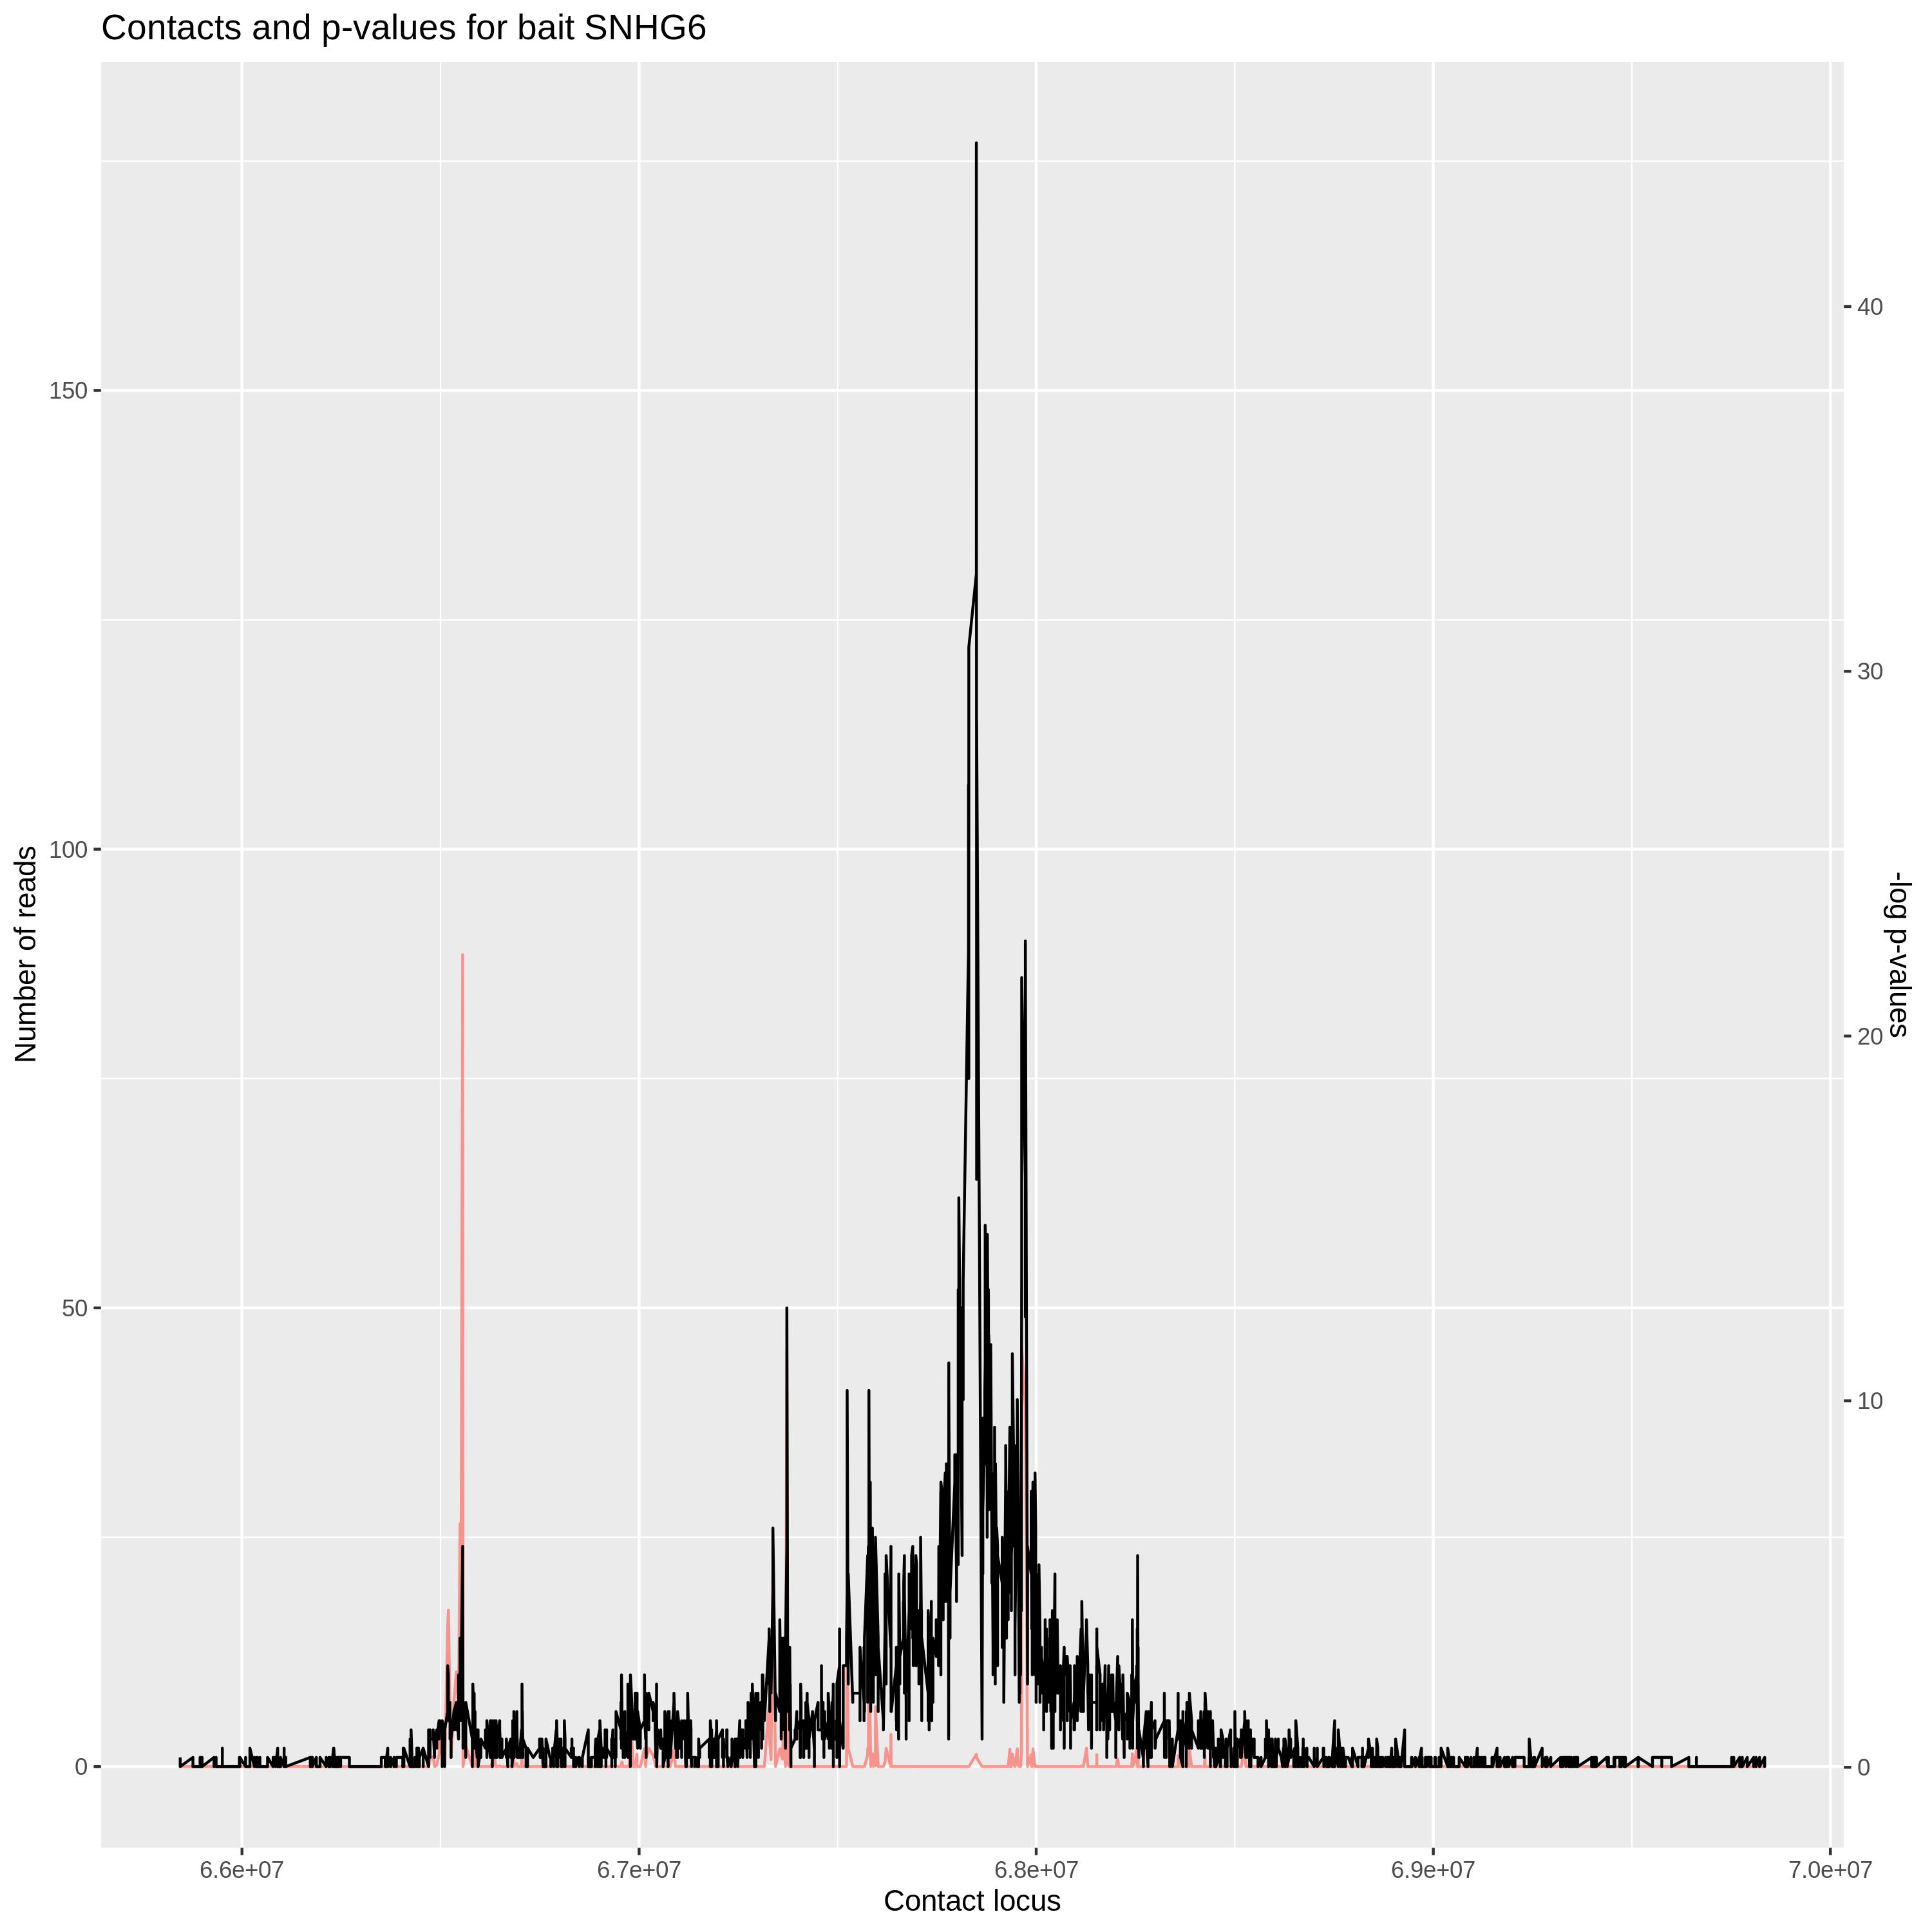 Contacts and p-values for bait SNHG6
150
100
50
0
Number of reads
40
30
20
10
0
-log p-values
6.6e+07 6.7e+07 6.8e+07 6.9e+07 7.0e+07
Contact locus